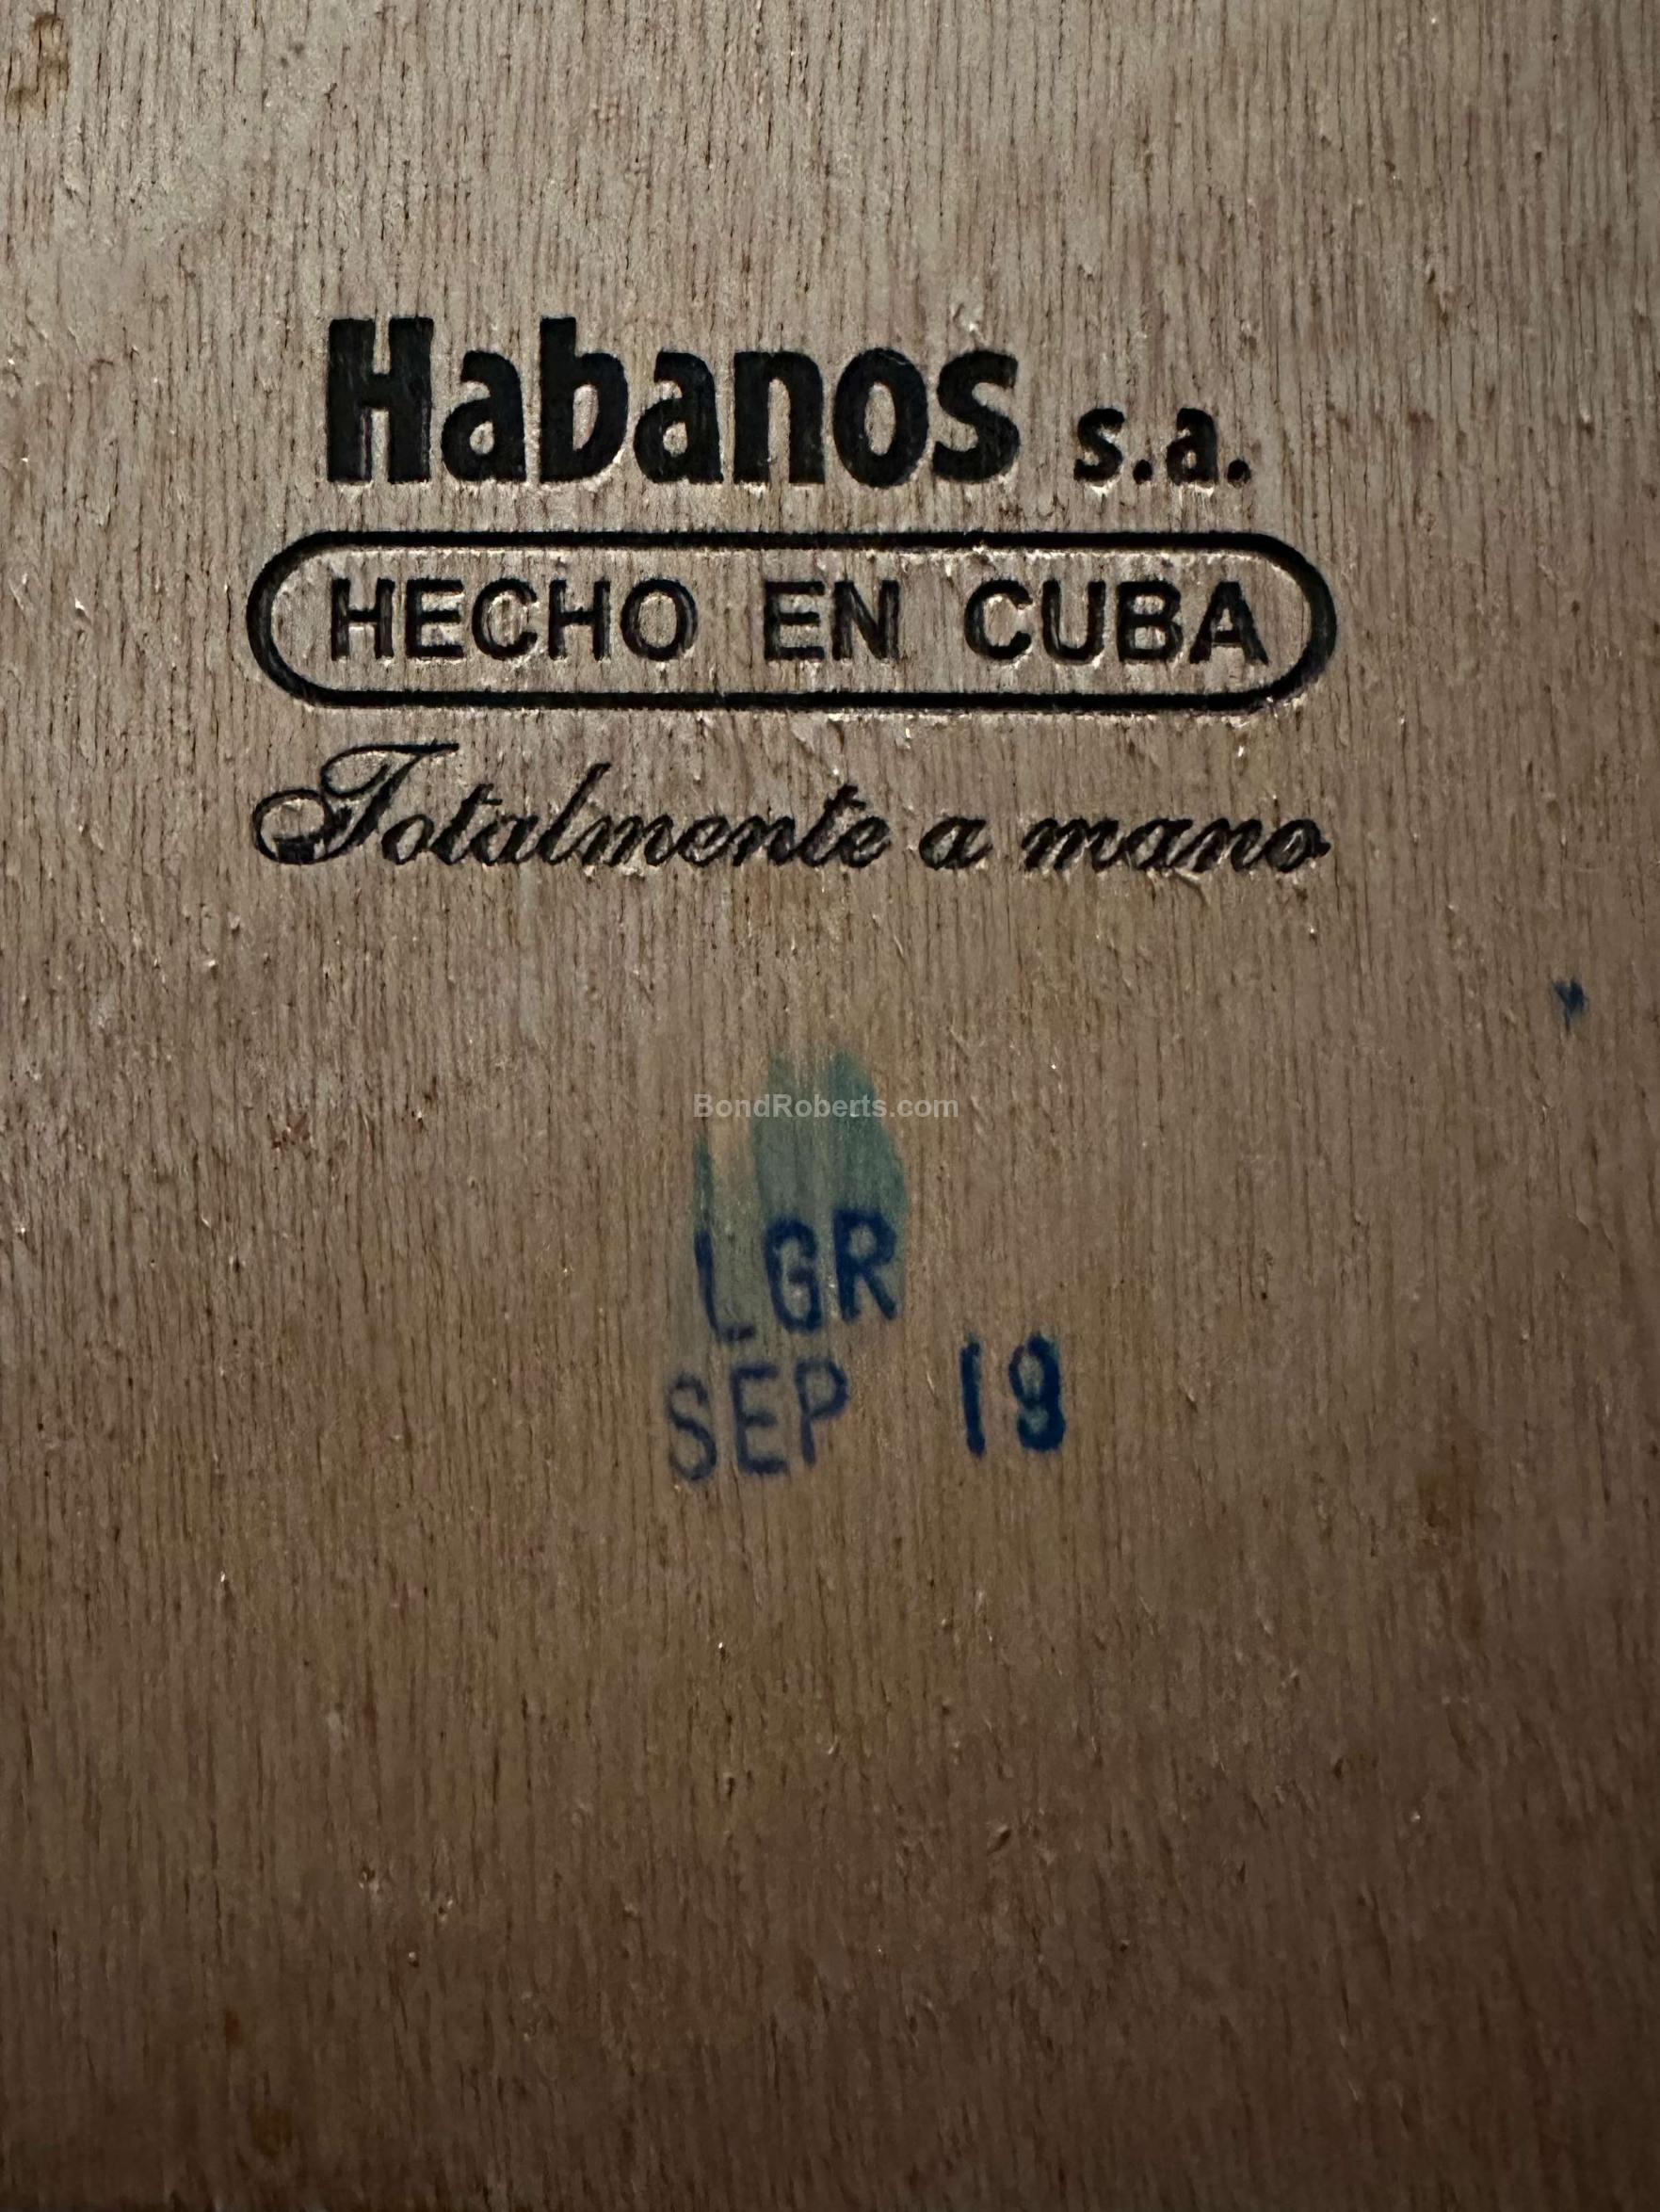 Habanos s.a.
HECHO EN CUBA
Totalmente a mano
BondRoberts.com
LGR
SEP 19